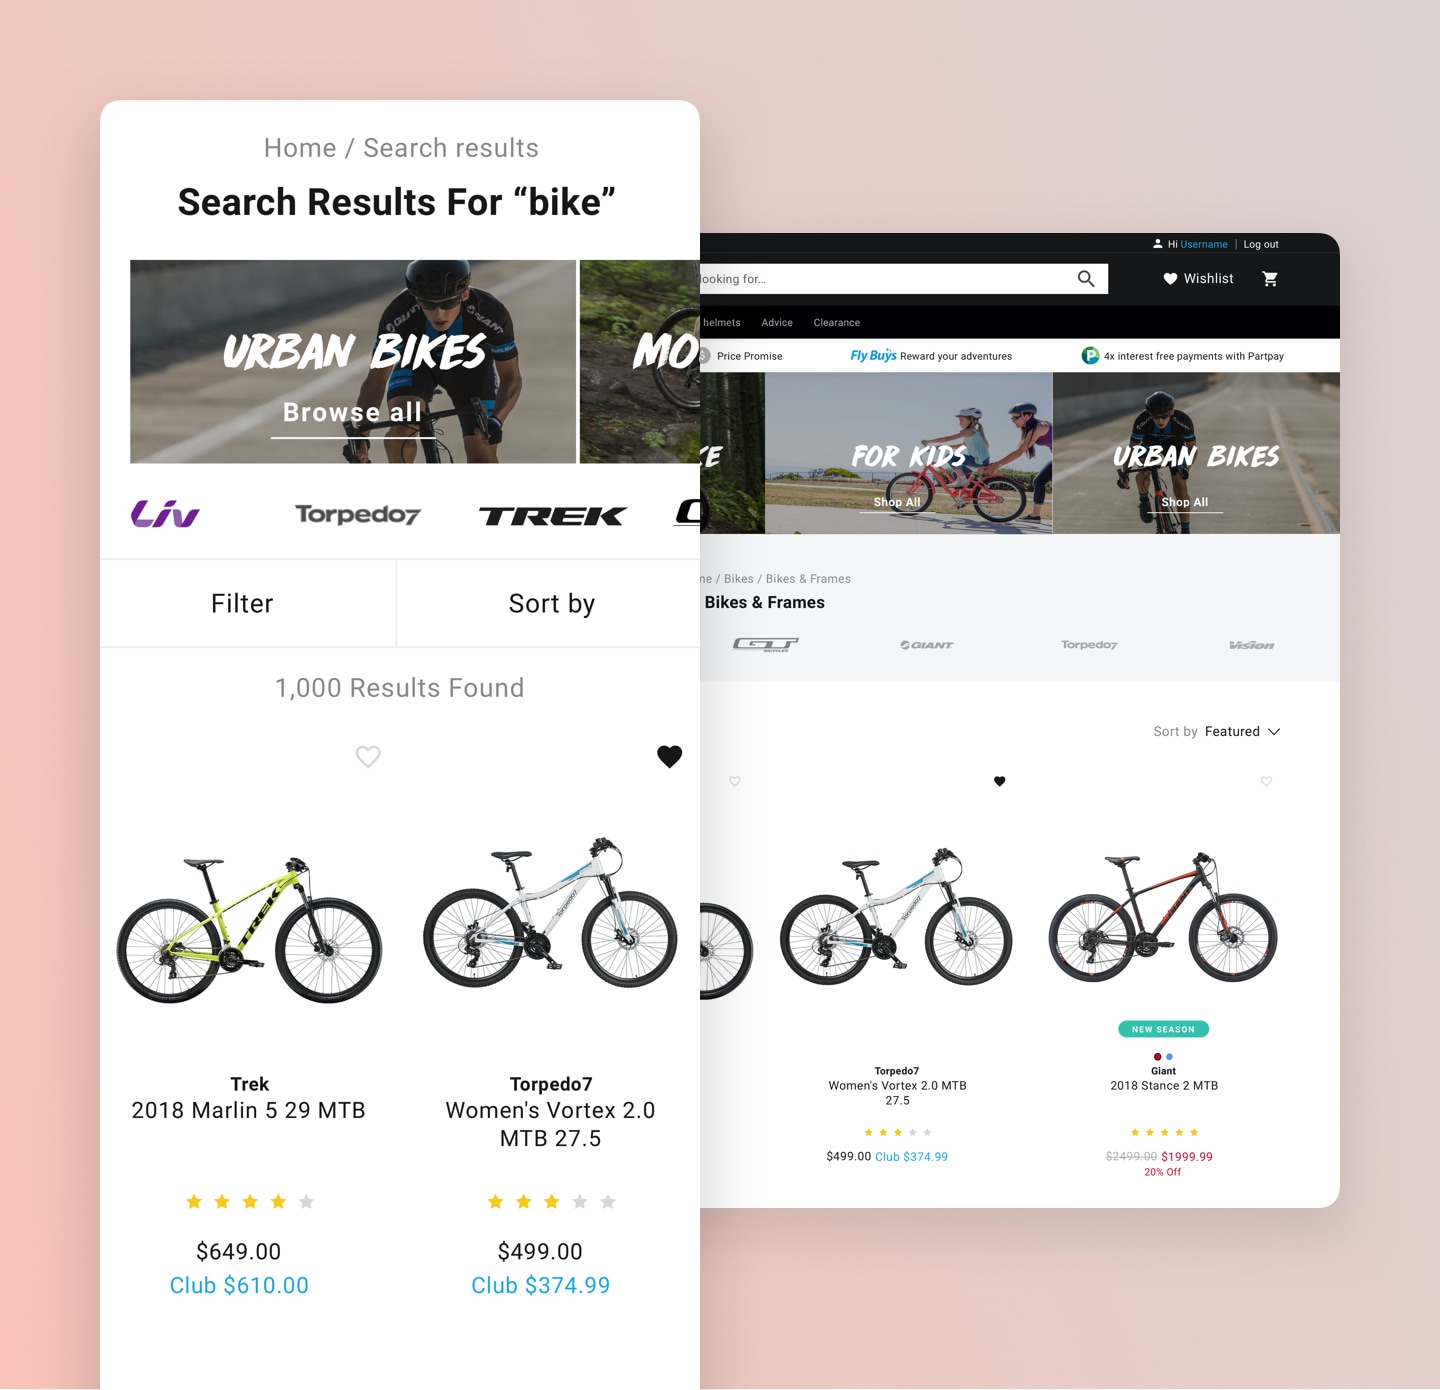 Home / Search results
Search Results For “bike”
URBAN BIKES
MO
Browse all
Liv
Torpedo7
TREK
Filter
Sort by
1,000 Results Found
TREK
Torpedo7
Trek
2018 Marlin 5 29 MTB
Torpedo7
Women's Vortex 2.0
MTB 27.5
$649.00
Club $610.00
$499.00
Club $374.99
Hi Username | Log out
looking for...
Wishlist
helmets
Advice
Clearance
$ Price Promise
Fly Buys Reward your adventures
P 4x interest free payments with Partpay
KE
FOR KIDS
Shop All
URBAN BIKES
Shop All
me / Bikes / Bikes & Frames
Bikes & Frames
GT
BICYCLES
GIANT
Torpedo7
Vision
Sort by Featured
Torpedo7
NEW SEASON
Torpedo7
Women's Vortex 2.0 MTB
27.5
$499.00 Club $374.99
Giant
2018 Stance 2 MTB
$2499.00 $1999.99
20% Off